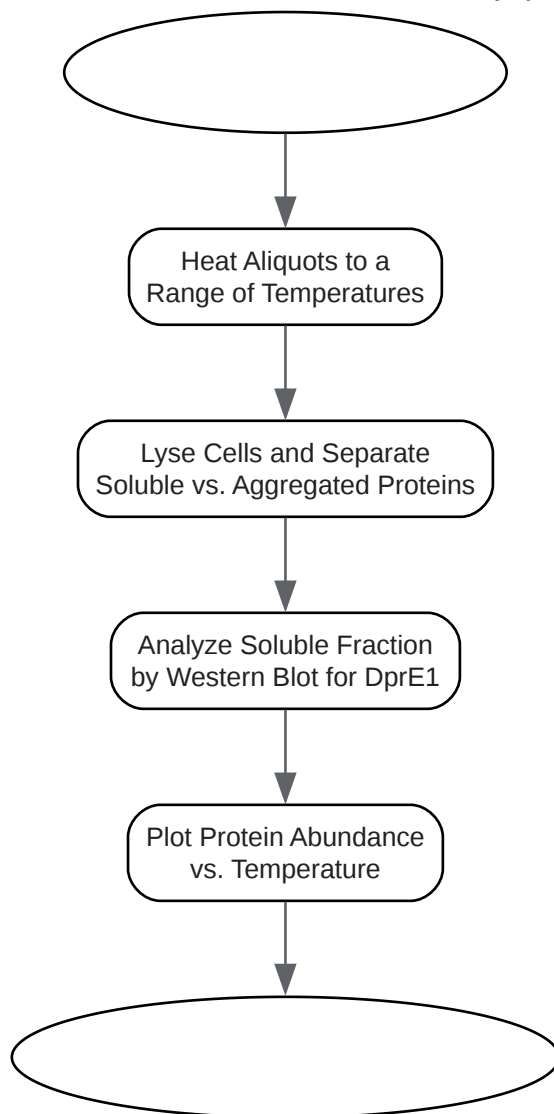 Heat Aliquots to a
Range of Temperatures
Lyse Cells and Separate
Soluble vs. Aggregated Proteins
Analyze Soluble Fraction
by Western Blot for DprE1
Plot Protein Abundance
vs. Temperature